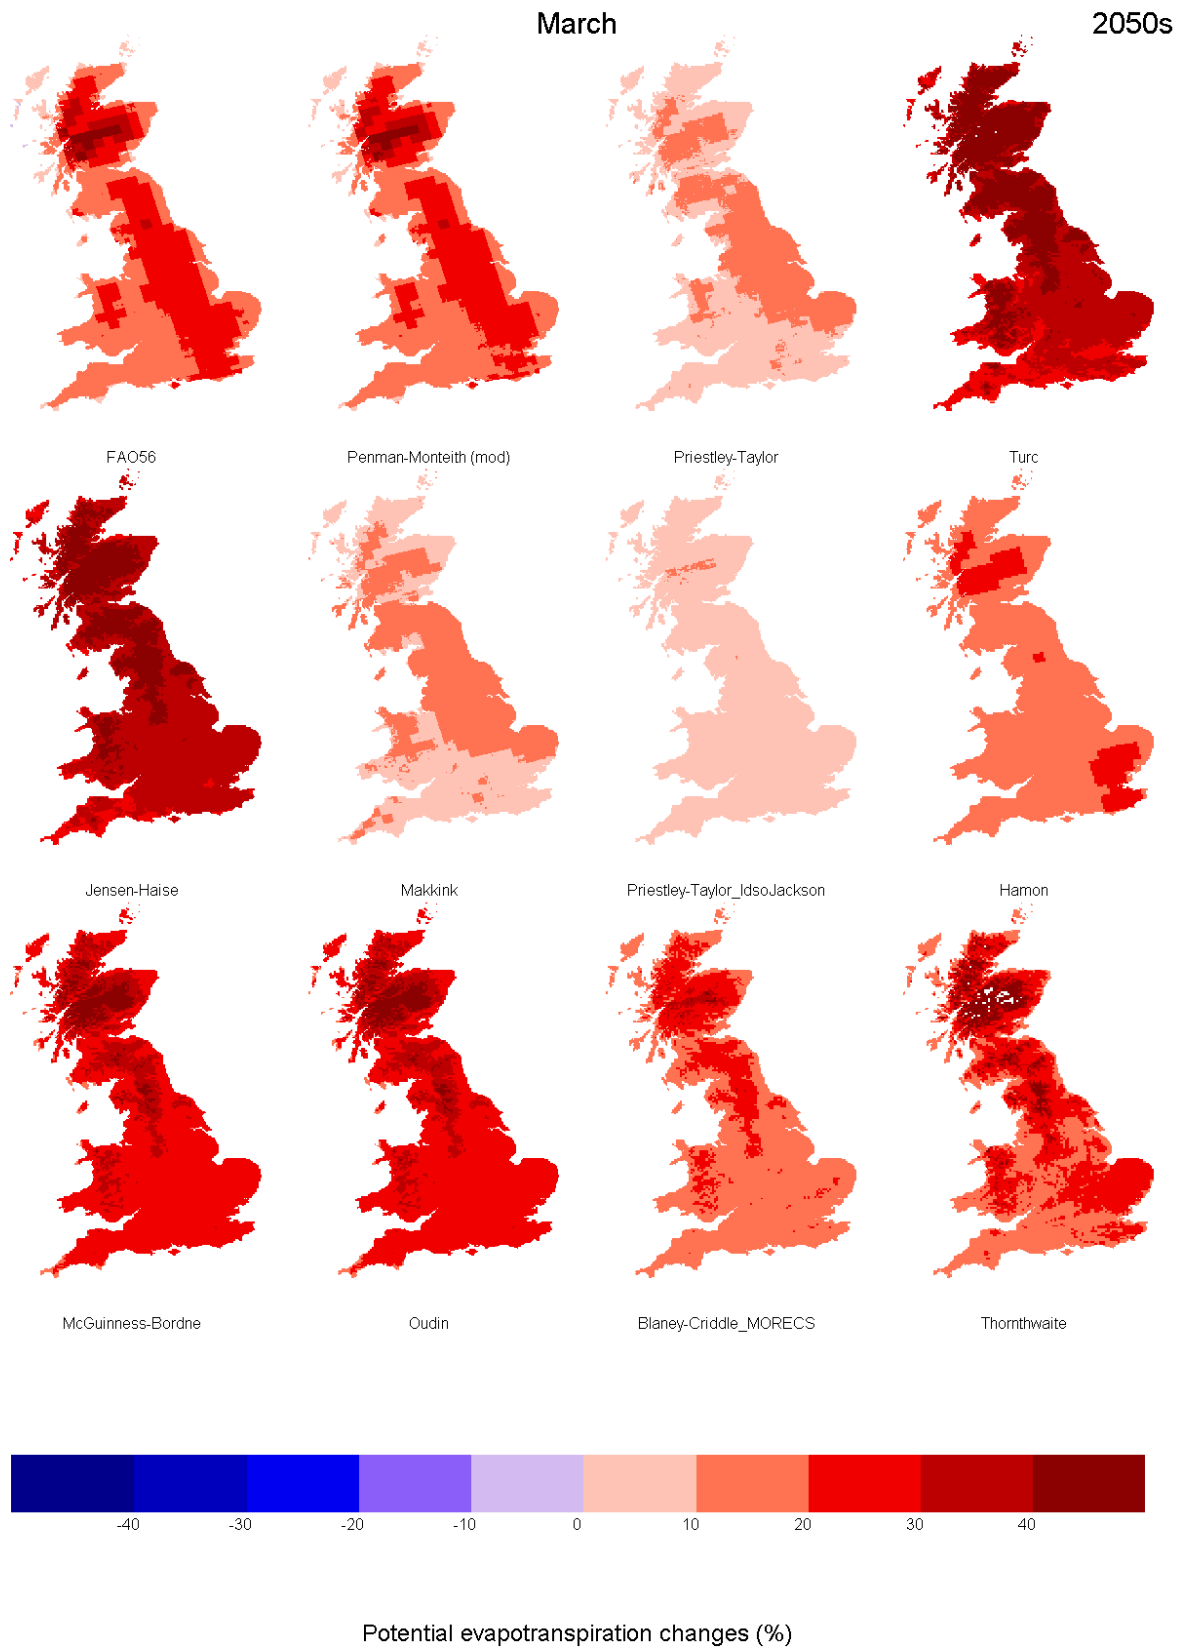 March 2050s
FAO56 Penman-Monteith (mod) Priestley-Taylor Turc
Jensen-Haise Makkink Priestley-Taylor_IdsoJackson Hamon
McGuinness-Bordne Oudin Blaney-Criddle_MORECS Thornthwaite
-40 -30 -20 -10 0 10 20 30 40
Potential evapotranspiration changes (%)